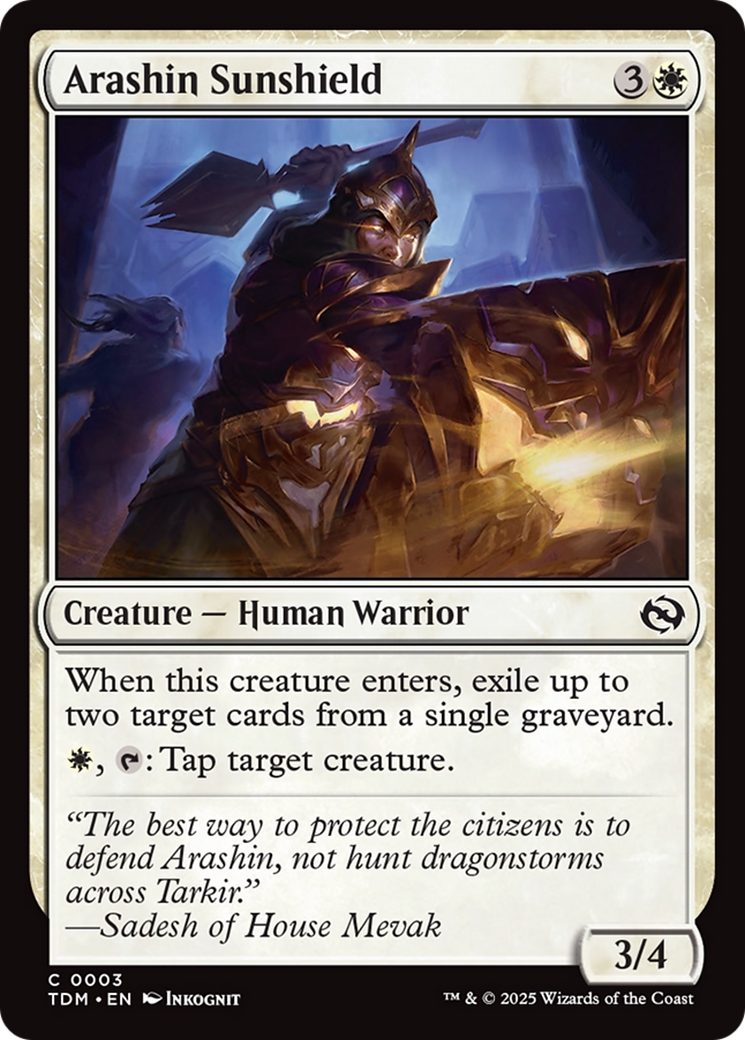 Arashin Sunshield 3
Creature — Human Warrior
When this creature enters, exile up to
two target cards from a single graveyard.
, : Tap target creature.
“The best way to protect the citizens is to
defend Arashin, not hunt dragonstorms
across Tarkir.”
—Sadesh of House Mevak
3/4
C 0003
TDM • EN Inkognit
™ & © 2025 Wizards of the Coast